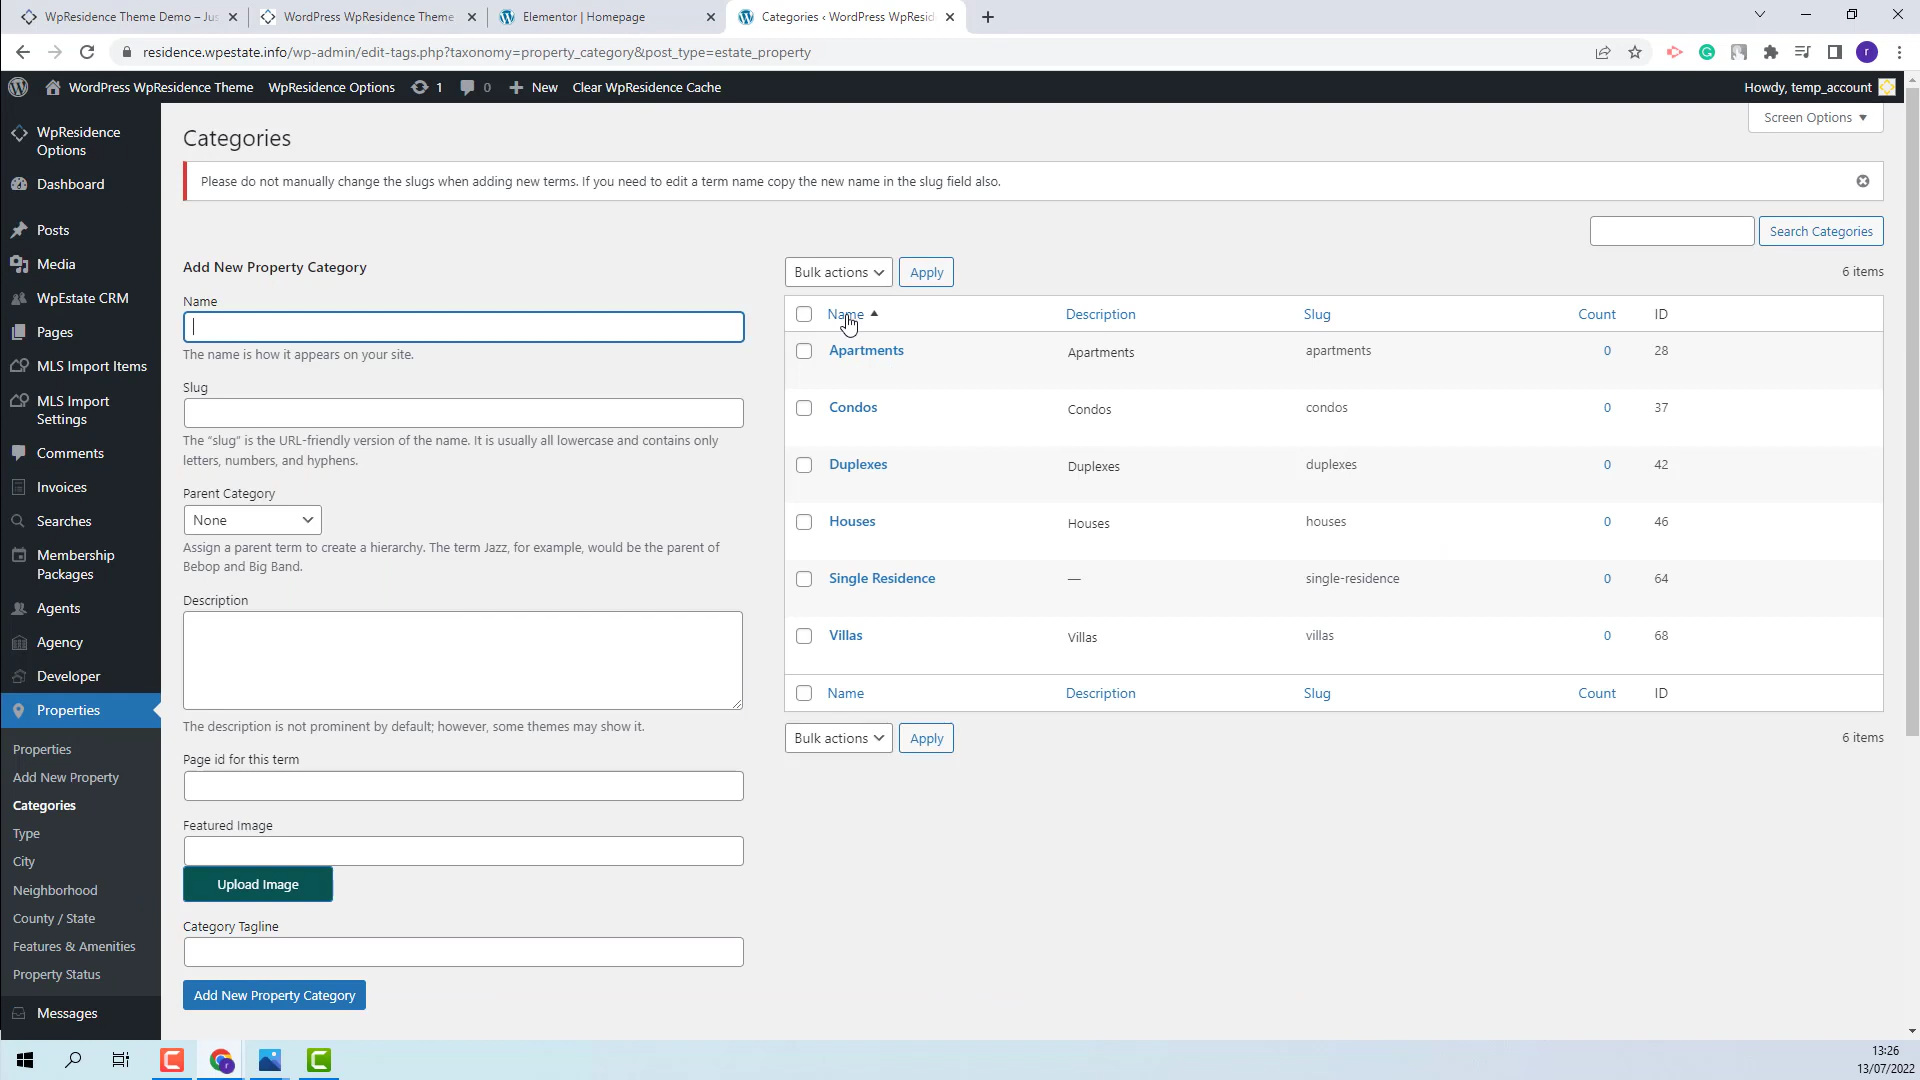 WpResidence Theme Demo – Jus
WordPress WpResidence Theme
Elementor | Homepage
Categories ‹ WordPress WpResid
residence.wpestate.info/wp-admin/edit-tags.php?taxonomy=property_category&post_type=estate_property
r
WordPress WpResidence Theme
WpResidence Options
1
0
New
Clear WpResidence Cache
Howdy, temp_account
WpResidence
Options
Dashboard
Posts
Media
WpEstate CRM
Pages
MLS Import Items
MLS Import
Settings
Comments
Invoices
Searches
Membership
Packages
Agents
Agency
Developer
Properties
Properties
Add New Property
Categories
Type
City
Neighborhood
County / State
Features & Amenities
Property Status
Messages
Screen Options
Categories
Please do not manually change the slugs when adding new terms. If you need to edit a term name copy the new name in the slug field also.
Search Categories
Add New Property Category
Name
The name is how it appears on your site.
Slug
The “slug” is the URL-friendly version of the name. It is usually all lowercase and contains only
letters, numbers, and hyphens.
Parent Category
None
Assign a parent term to create a hierarchy. The term Jazz, for example, would be the parent of
Bebop and Big Band.
Description
The description is not prominent by default; however, some themes may show it.
Page id for this term
Featured Image
Upload Image
Category Tagline
Add New Property Category
Bulk actions
Apply
6 items
Name Description Slug Count ID
Apartments Apartments apartments 0 28
Condos Condos condos 0 37
Duplexes Duplexes duplexes 0 42
Houses Houses houses 0 46
Single Residence — single-residence 0 64
Villas Villas villas 0 68
Name Description Slug Count ID
Bulk actions
Apply
6 items
13:26
13/07/2022